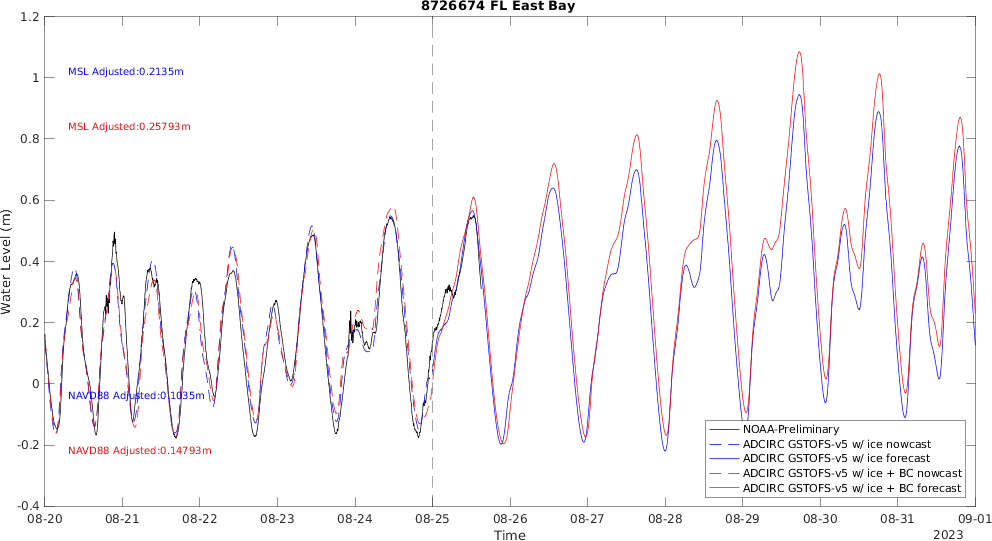 8726674 FL East Bay
1.2
1
0.8
0.6
0.4
0.2
0
-0.2
-0.4
Water Level (m)
MSL Adjusted:0.2135m
MSL Adjusted:0.25793m
NAVD88 Adjusted:0.1035m
NAVD88 Adjusted:0.14793m
NOAA-Preliminary
ADCIRC GSTOFS-v5 w/ ice nowcast
ADCIRC GSTOFS-v5 w/ ice forecast
ADCIRC GSTOFS-v5 w/ ice + BC nowcast
ADCIRC GSTOFS-v5 w/ ice + BC forecast
08-20 08-21 08-22 08-23 08-24 08-25 08-26 08-27 08-28 08-29 08-30 08-31 09-01
Time
2023